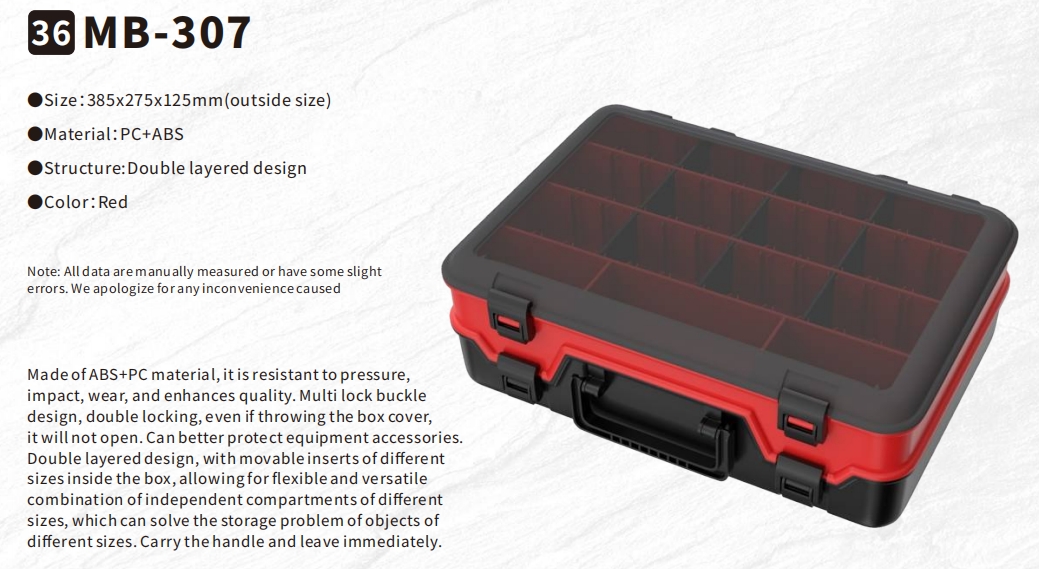 36 MB-307
●Size：385x275x125mm(outside size)
●Material：PC+ABS
●Structure:Double layered design
●Color：Red
Note: All data are manually measured or have some slight
errors. We apologize for any inconvenience caused
Made of ABS+PC material, it is resistant to pressure,
impact, wear, and enhances quality. Multi lock buckle
design, double locking, even if throwing the box cover,
it will not open. Can better protect equipment accessories.
Double layered design, with movable inserts of different
sizes inside the box, allowing for flexible and versatile
combination of independent compartments of different
sizes, which can solve the storage problem of objects of
different sizes. Carry the handle and leave immediately.